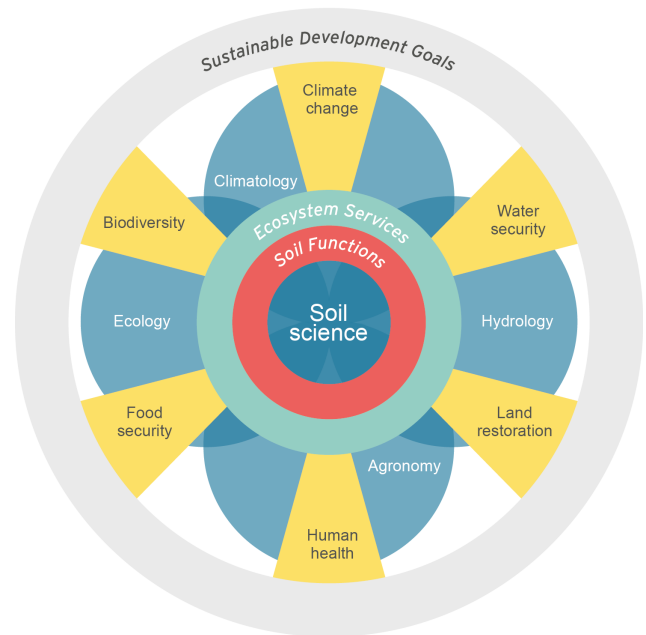 Sustainable Development Goals
Climate
change
Climatology
Biodiversity
Water
security
Ecosystem Services
Soil Functions
Soil
science
Ecology
Hydrology
Food
security
Land
restoration
Agronomy
Human
health